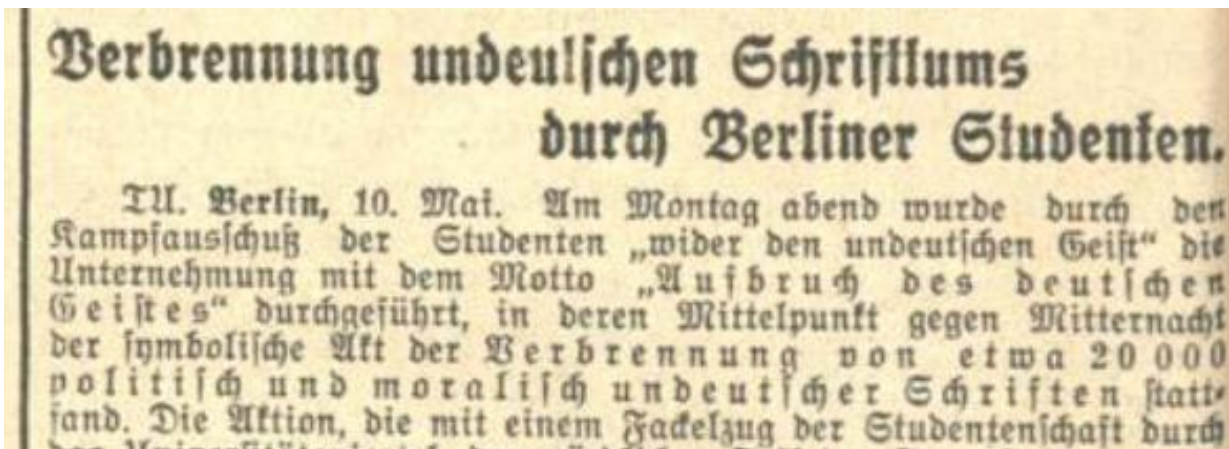 Verbrennung undeutschen Schrifttums
durch Berliner Studenten.
TU. Berlin, 10. Mai. Am Montag abend wurde durch den
Kampfausschuß der Studenten „wider den undeutschen Geist“ die
Unternehmung mit dem Motto „Aufbruch des deutschen
Geistes“ durchgeführt, in deren Mittelpunkt gegen Mitternacht
der symbolische Akt der Verbrennung von etwa 20 000
politisch und moralisch undeutscher Schriften statt-
fand. Die Aktion, die mit einem Fackelzug der Studentenschaft durch